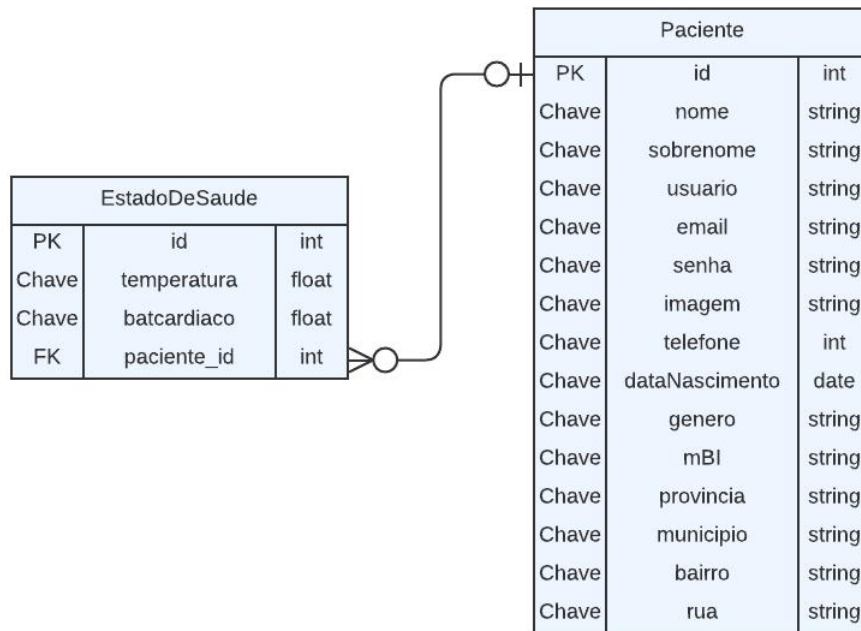 EstadoDeSaude
PK id int
Chave temperatura float
Chave batcardiaco float
FK paciente_id int
Paciente
PK id int
Chave nome string
Chave sobrenome string
Chave usuario string
Chave email string
Chave senha string
Chave imagem string
Chave telefone int
Chave dataNascimento date
Chave genero string
Chave mBI string
Chave provincia string
Chave municipio string
Chave bairro string
Chave rua string